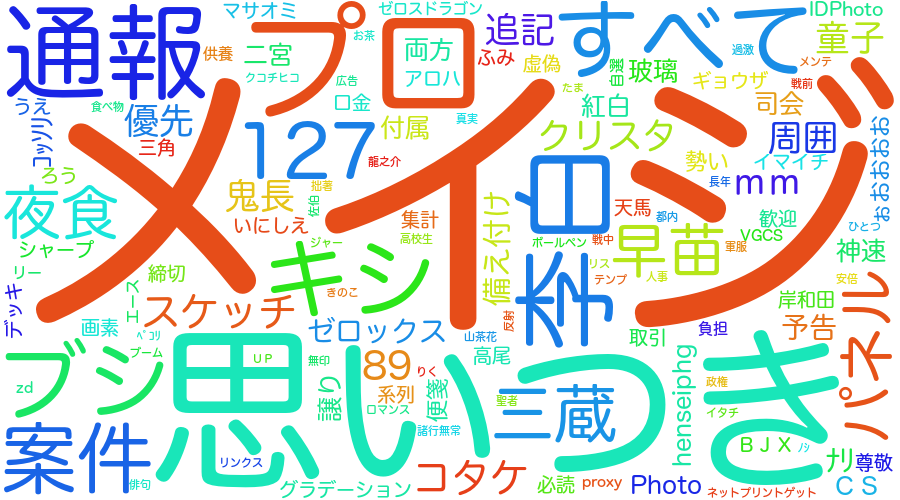 マサオミ
ゼロスドラゴン
IDPhoto
通報
プロ
追記
すべて
童子
供養
二宮
お茶
両方
アロハ
ふみ
虚偽
自躍
玻璃
過激
メンテ
クコチヒコ
広告
たま
ギョウザ
戦前
うえ
食べ物
優先
口金
真実
紅白
司会
コッソリ
三角
127
付属
クリスタ
周囲
ぉおおおお
メイミジ
龍之介
勢い
イマイチ
ろう
夜食
鬼長
拙著
佐伯
李白
長年
mm
いにしえ
集計
備え付け
天馬
都内
歓迎
ひとつ
シャープ
キシ
ジャー
高校生
ボールペン
戦中
早苗
軍服
VGCS
神速
リー
締切
リス
テンプ
人事
安倍
デッキ
エース
きのこ
スケッチ
反射
岸和田
画素
ペコリ
ゼロックス
山茶花
取引
負担
予告
パネル
ブーム
ブシ
思いつき
UP
無印
89
りく
高尾
zd
譲り
系列
便箋
聖者
政権
三蔵
henseiphg
ロマンス
イタチ
諸行無常
案件
リンクス
コタケ
BJX
ナリ
尊敬
俳句
グラデーション
必読
proxy
Photo
ネットプリントゲット
CS